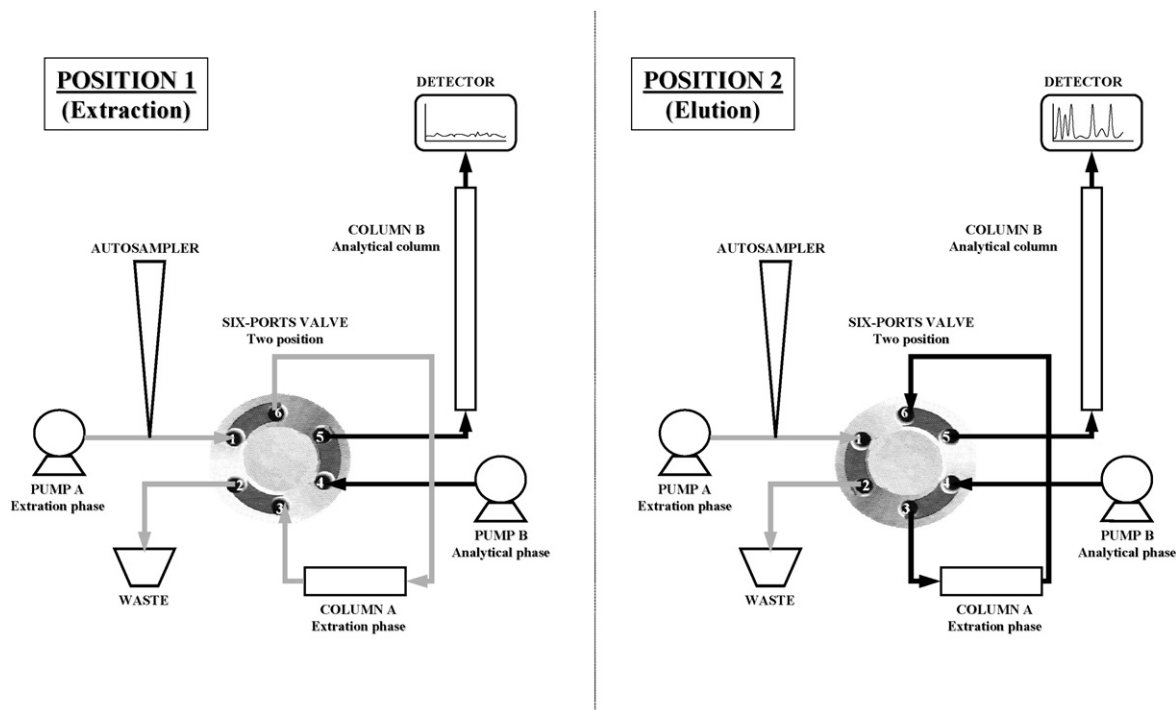 POSITION 1
(Extraction)
DETECTOR
COLUMN B
Analytical column
AUTOSAMPLER
SIX-PORTS VALVE
Two position
6
1
5
2
4
3
PUMP A
Extration phase
PUMP B
Analytical phase
WASTE
COLUMN A
Extration phase
POSITION 2
(Elution)
DETECTOR
COLUMN B
Analytical column
AUTOSAMPLER
SIX-PORTS VALVE
Two position
6
1
5
2
4
3
PUMP A
Extration phase
PUMP B
Analytical phase
WASTE
COLUMN A
Extration phase